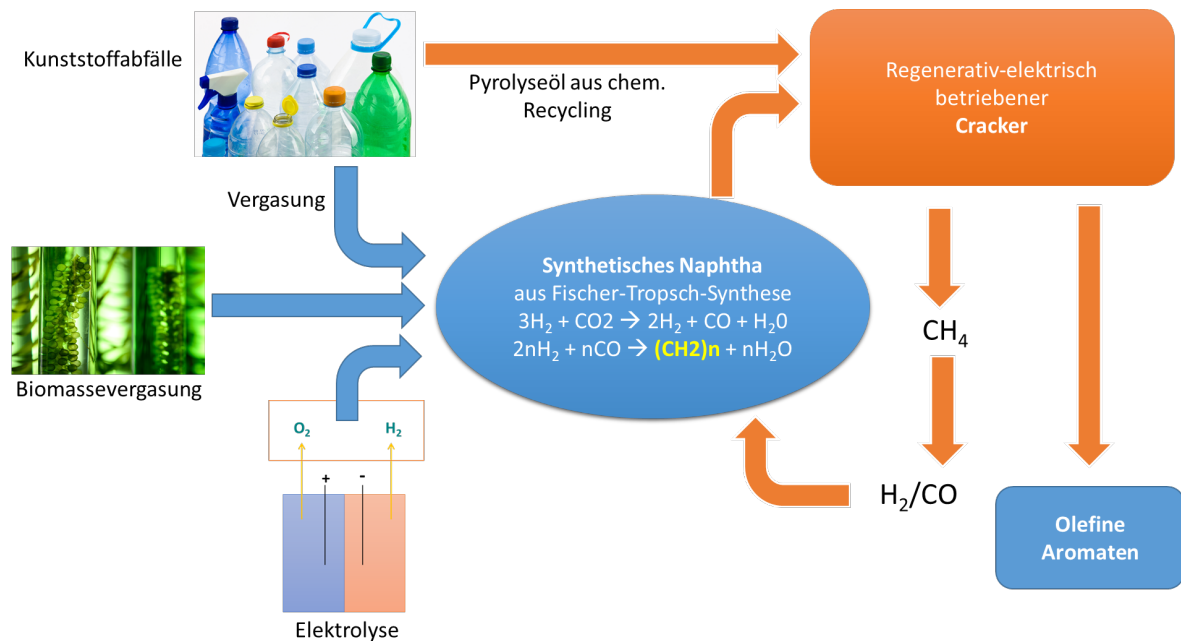 Kunststoffabfälle
Pyrolyseöl aus chem.
Recycling
Regenerativ-elektrisch
betriebener
Cracker
Vergasung
Synthetisches Naphtha
aus Fischer-Tropsch-Synthese
3H₂ + CO2 → 2H₂ + CO + H₂0
2nH₂ + nCO → (CH2)n + nH₂O
CH₄
Biomassevergasung
O₂ H₂
+ -
H₂/CO
Olefine
Aromaten
Elektrolyse